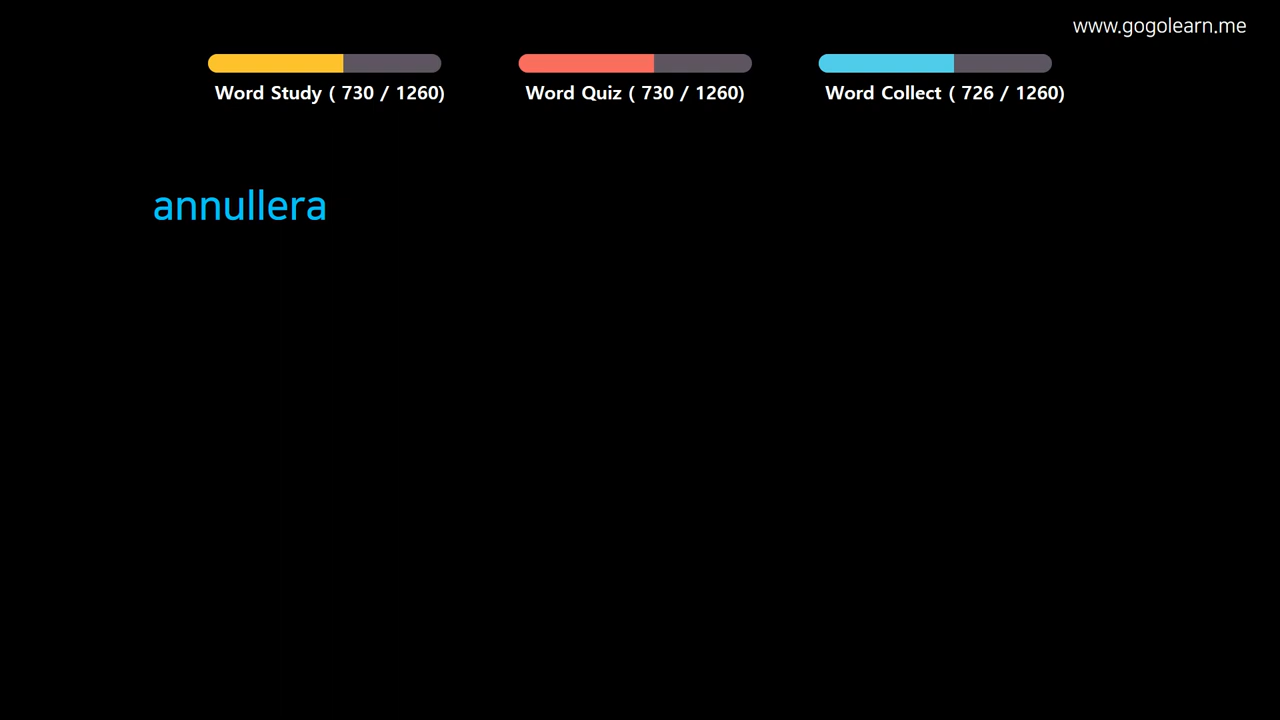 www.gogolearn.me
Word Study ( 730 / 1260)
Word Quiz ( 730 / 1260)
Word Collect ( 726 / 1260)
annullera